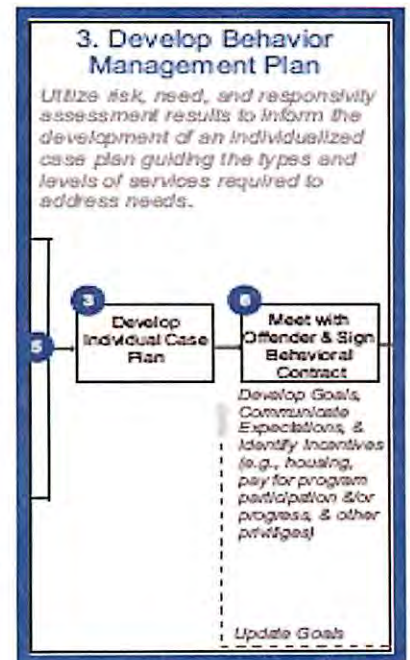 3. Develop Behavior
Management Plan
Utilize risk, need, and responsivity
assessment results to inform the
development of an individualized
case plan guiding the types and
levels of services required to
address needs.
5
3
Develop
Individual Case
Plan
6
Meet with
Offender & Sign
Behavioral
Contract
Develop Goals,
Communicate
Expectations, &
Identify Incentives
(e.g., housing,
pay for program
participation &/or
progress, & other
privileges)
Update Goals